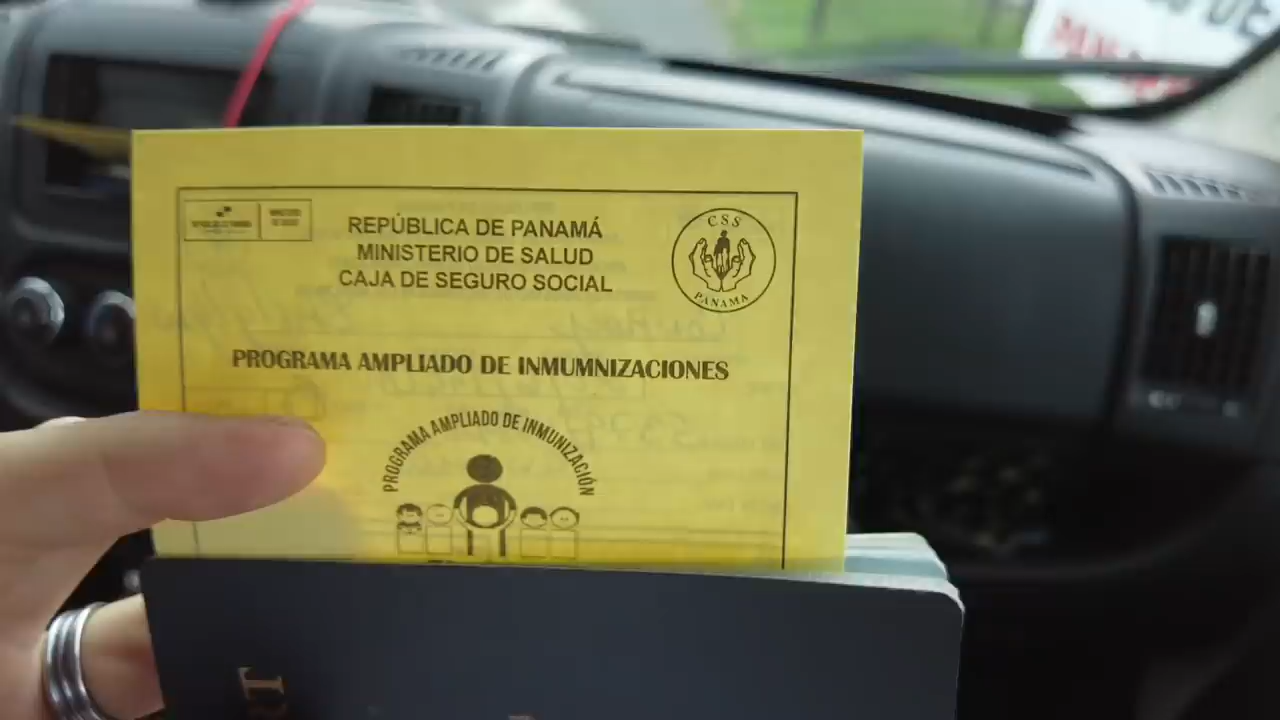 REPÚBLICA DE PANAMÁ
MINISTERIO DE SALUD
CAJA DE SEGURO SOCIAL
CSS
PANAMA
PROGRAMA AMPLIADO DE INMUMNIZACIONES
PROGRAMA AMPLIADO DE INMUNIZACIÓN